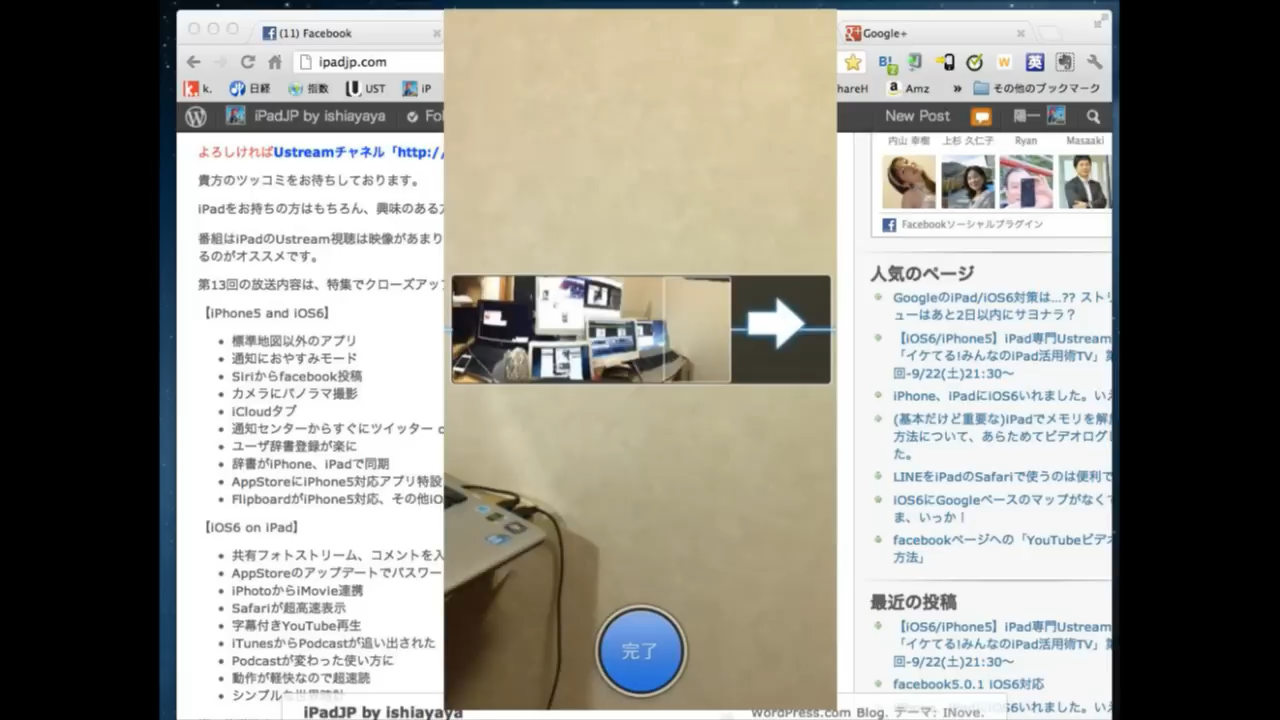 (11) Facebook
Google+
ipadjp.com
k.
日経
指数
UST
iP
hareH
Amz
»
その他のブックマーク
iPadJP by ishiayaya
Fo
New Post
陽一
よろしければUstreamチャネル「http:/
貴方のツッコミをお待ちしております。
iPadをお持ちの方はもちろん、興味のある
番組はiPadのUstream視聴は映像があまり
るのがオススメです。
第13回の放送内容は、特集でクローズアッ
【iPhone5 and iOS6】
標準地図以外のアプリ
通知におやすみモード
Siriからfacebook投稿
カメラにパノラマ撮影
iCloudタブ
通知センターからすぐにツイッター
ユーザ辞書登録が楽に
辞書がiPhone、iPadで同期
AppStoreにiPhone5対応アプリ特設
FlipboardがiPhone5対応、その他iO
【iOS6 on iPad】
共有フォトストリーム、コメントを入
AppStoreのアップデートでパスワー
iPhotoからiMovie連携
Safariが超高速表示
字幕付きYouTube再生
iTunesからPodcastが追い出された
Podcastが変わった使い方に
動作が軽快なので超速読
シンプルな世界時計
iPadJP by ishiayaya
完了
内山 幸樹
上杉 久仁子
Ryan
Masaaki
Facebookソーシャルプラグイン
人気のページ
GoogleのiPad/iOS6対策は...?? ストリ
ューはあと2日以内にサヨナラ？
【iOS6/iPhone5】iPad専門Ustream
「イケてる!みんなのiPad活用術TV」第
回-9/22(土)21:30～
iPhone、iPadにiOS6いれました。いえ
(基本だけど重要な)iPadでメモリを解放
方法について、あらためてビデオログし
た。
LINEをiPadのSafariで使うのは便利で
iOS6にGoogleベースのマップがなくて
ま、いっか！
facebookページへの「YouTubeビデオ
方法」
最近の投稿
【iOS6/iPhone5】iPad専門Ustream
「イケてる!みんなのiPad活用術TV」
回-9/22(土)21:30～
facebook5.0.1 iOS6対応
WordPress.com Blog. テーマ: INove.